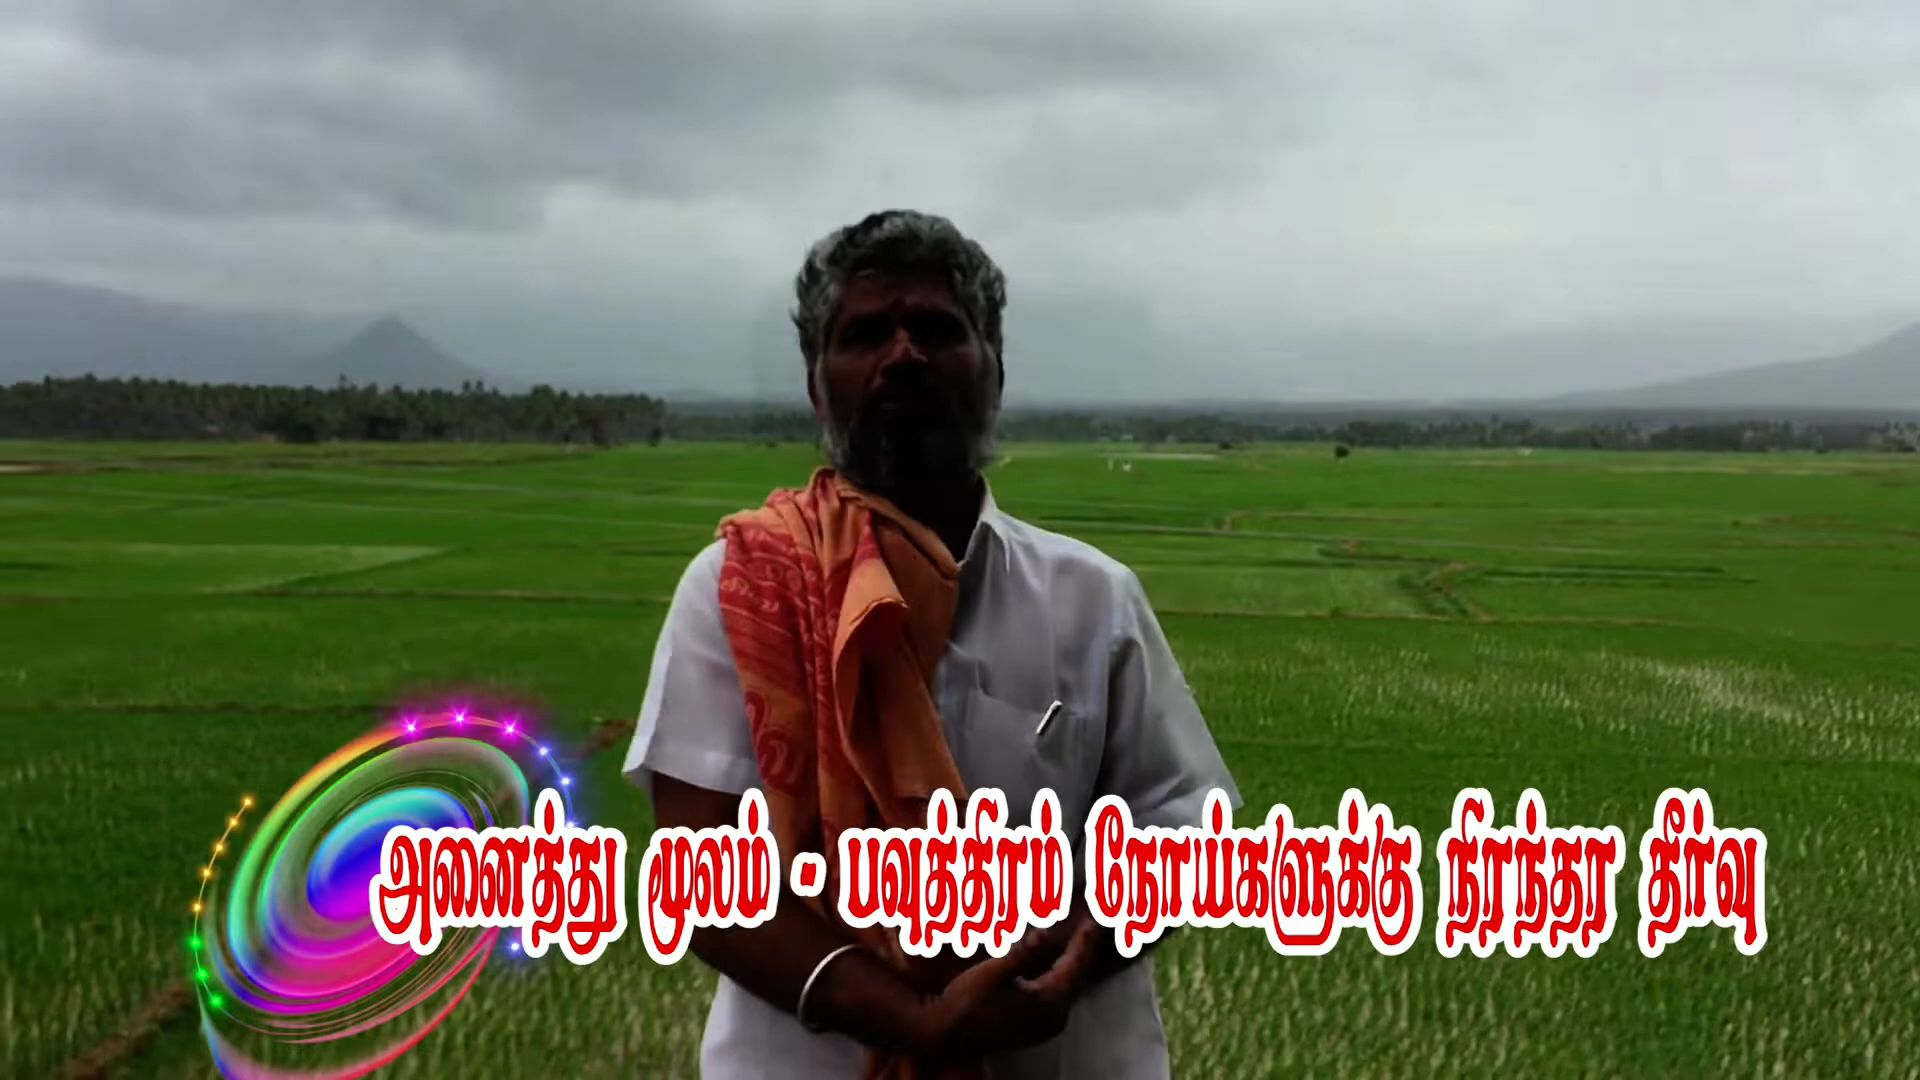 அனைத்து மூலம் - பவுத்திரம் நோய்களுக்கு நிரந்தர தீர்வு